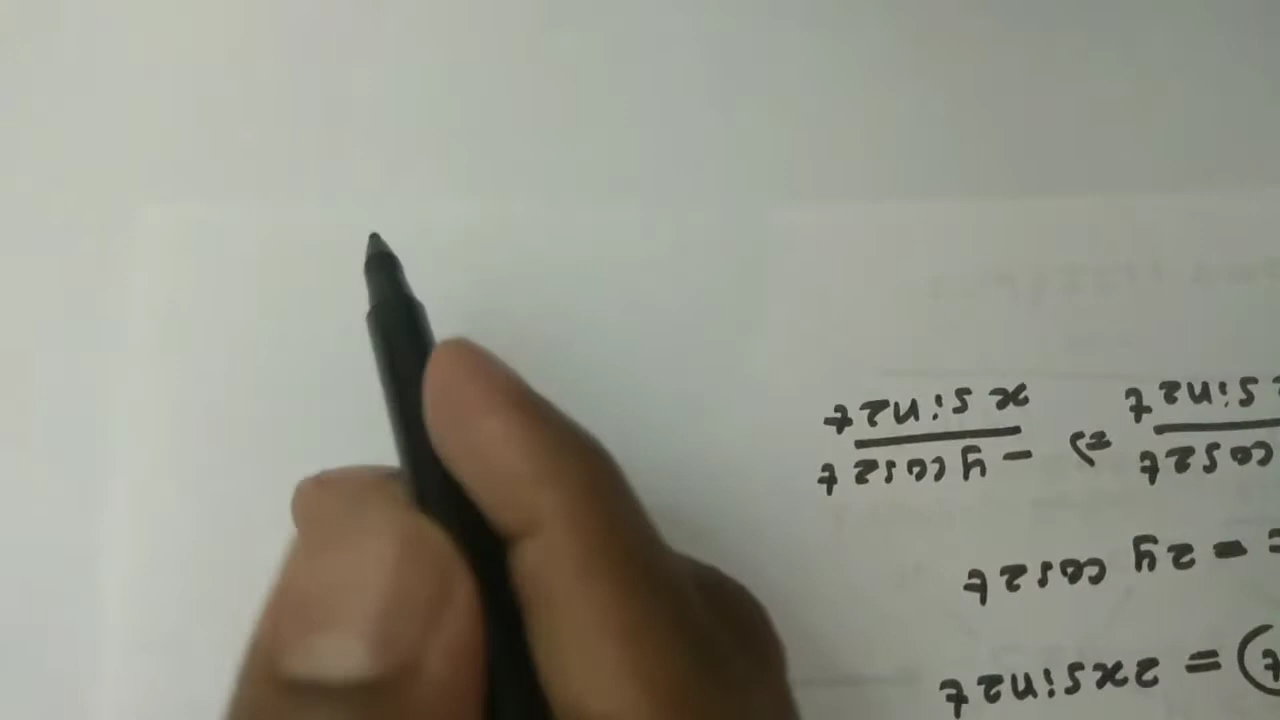 t) = 2x sin2t
= - 2y cos2t
cos2t ⇒ - y cos2t
sin2t x sin2t